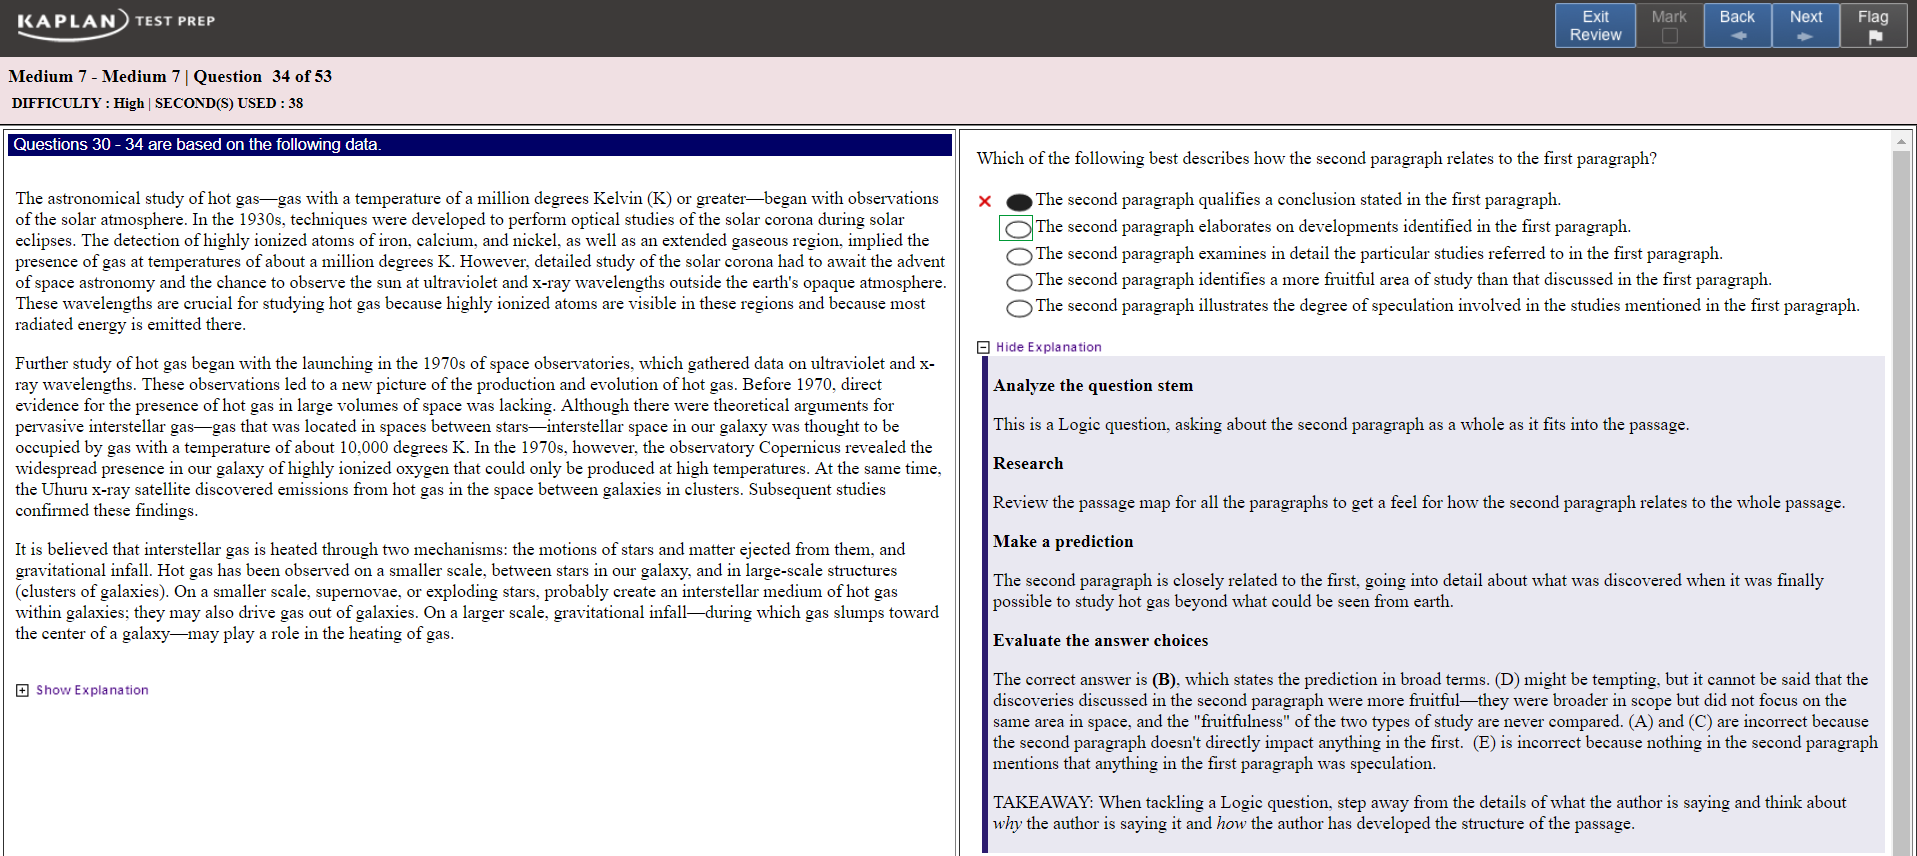 KAPLAN TEST PREP
Exit Review
Mark
Back
Next
Flag
Medium 7 - Medium 7 | Question 34 of 53
DIFFICULTY : High | SECOND(S) USED : 38
Questions 30 - 34 are based on the following data.
The astronomical study of hot gas—gas with a temperature of a million degrees Kelvin (K) or greater—began with observations
of the solar atmosphere. In the 1930s, techniques were developed to perform optical studies of the solar corona during solar
eclipses. The detection of highly ionized atoms of iron, calcium, and nickel, as well as an extended gaseous region, implied the
presence of gas at temperatures of about a million degrees K. However, detailed study of the solar corona had to await the advent
of space astronomy and the chance to observe the sun at ultraviolet and x-ray wavelengths outside the earth's opaque atmosphere.
These wavelengths are crucial for studying hot gas because highly ionized atoms are visible in these regions and because most
radiated energy is emitted there.
Further study of hot gas began with the launching in the 1970s of space observatories, which gathered data on ultraviolet and x-
ray wavelengths. These observations led to a new picture of the production and evolution of hot gas. Before 1970, direct
evidence for the presence of hot gas in large volumes of space was lacking. Although there were theoretical arguments for
pervasive interstellar gas—gas that was located in spaces between stars—interstellar space in our galaxy was thought to be
occupied by gas with a temperature of about 10,000 degrees K. In the 1970s, however, the observatory Copernicus revealed the
widespread presence in our galaxy of highly ionized oxygen that could only be produced at high temperatures. At the same time,
the Uhuru x-ray satellite discovered emissions from hot gas in the space between galaxies in clusters. Subsequent studies
confirmed these findings.
It is believed that interstellar gas is heated through two mechanisms: the motions of stars and matter ejected from them, and
gravitational infall. Hot gas has been observed on a smaller scale, between stars in our galaxy, and in large-scale structures
(clusters of galaxies). On a smaller scale, supernovae, or exploding stars, probably create an interstellar medium of hot gas
within galaxies; they may also drive gas out of galaxies. On a larger scale, gravitational infall—during which gas slumps toward
the center of a galaxy—may play a role in the heating of gas.
Show Explanation
Which of the following best describes how the second paragraph relates to the first paragraph?
The second paragraph qualifies a conclusion stated in the first paragraph.
The second paragraph elaborates on developments identified in the first paragraph.
The second paragraph examines in detail the particular studies referred to in the first paragraph.
The second paragraph identifies a more fruitful area of study than that discussed in the first paragraph.
The second paragraph illustrates the degree of speculation involved in the studies mentioned in the first paragraph.
Hide Explanation
Analyze the question stem
This is a Logic question, asking about the second paragraph as a whole as it fits into the passage.
Research
Review the passage map for all the paragraphs to get a feel for how the second paragraph relates to the whole passage.
Make a prediction
The second paragraph is closely related to the first, going into detail about what was discovered when it was finally
possible to study hot gas beyond what could be seen from earth.
Evaluate the answer choices
The correct answer is (B), which states the prediction in broad terms. (D) might be tempting, but it cannot be said that the
discoveries discussed in the second paragraph were more fruitful—they were broader in scope but did not focus on the
same area in space, and the "fruitfulness" of the two types of study are never compared. (A) and (C) are incorrect because
the second paragraph doesn't directly impact anything in the first. (E) is incorrect because nothing in the second paragraph
mentions that anything in the first paragraph was speculation.
TAKEAWAY: When tackling a Logic question, step away from the details of what the author is saying and think about
why the author is saying it and how the author has developed the structure of the passage.